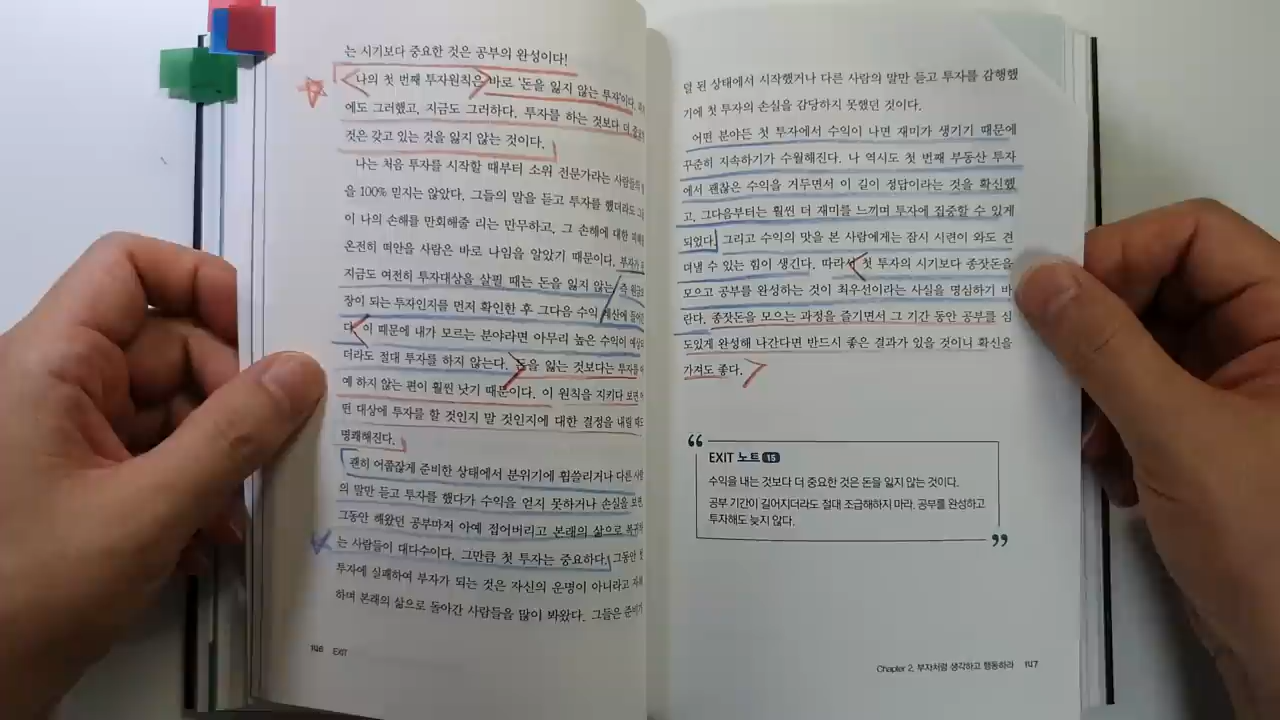 는 시기보다 중요한 것은 공부의 완성이다!
나의 첫 번째 투자원칙은 바로 '돈을 잃지 않는 투자'이다.
에도 그러했고, 지금도 그러하다. 투자를 하는 것보다 더 중요한
것은 갖고 있는 것을 잃지 않는 것이다.
나는 처음 투자를 시작할 때부터 소위 전문가라는 사람들의
을 100% 믿지는 않았다. 그들의 말을 듣고 투자를 했더라도
이 나의 손해를 만회해줄 리는 만무하고, 그 손해에 대한
온전히 떠안을 사람은 바로 나임을 알았기 때문이다. 부자가
지금도 여전히 투자대상을 살필 때는 돈을 잃지 않는 즉 원금
장이 되는 투자인지를 먼저 확인한 후 그다음 수익 계산에
다. 이 때문에 내가 모르는 분야라면 아무리 높은 수익이
더라도 절대 투자를 하지 않는다. 돈을 잃는 것보다는 투자를
예 하지 않는 편이 훨씬 낫기 때문이다. 이 원칙을 지키다 보면
떤 대상에 투자를 할 것인지 말 것인지에 대한 결정을 내릴
명쾌해진다.
괜히 어쭙잖게 준비한 상태에서 분위기에 휩쓸리거나 다른
의 말만 듣고 투자를 했다가 수익을 얻지 못하거나 손실을 보면
그동안 해왔던 공부마저 아예 접어버리고 본래의 삶으로
는 사람들이 대다수이다. 그만큼 첫 투자는 중요하다. 그동안
투자에 실패하여 부자가 되는 것은 자신의 운명이 아니라고
하며 본래의 삶으로 돌아간 사람들을 많이 봐왔다. 그들은
146 EXIT
덜 된 상태에서 시작했거나 다른 사람의 말만 듣고 투자를 감행했
기에 첫 투자의 손실을 감당하지 못했던 것이다.
어떤 분야든 첫 투자에서 수익이 나면 재미가 생기기 때문에
꾸준히 지속하기가 수월해진다. 나 역시도 첫 번째 부동산 투자
에서 괜찮은 수익을 거두면서 이 길이 정답이라는 것을 확신했
고, 그다음부터는 훨씬 더 재미를 느끼며 투자에 집중할 수 있게
되었다. 그리고 수익의 맛을 본 사람에게는 잠시 시련이 와도 견
뎌낼 수 있는 힘이 생긴다. 따라서 첫 투자의 시기보다 종잣돈을
모으고 공부를 완성하는 것이 최우선이라는 사실을 명심하기 바
란다. 종잣돈을 모으는 과정을 즐기면서 그 기간 동안 공부를 심
도있게 완성해 나간다면 반드시 좋은 결과가 있을 것이니 확신을
가져도 좋다.
EXIT 노트 15
수익을 내는 것보다 더 중요한 것은 돈을 잃지 않는 것이다.
공부 기간이 길어지더라도 절대 조급해하지 마라. 공부를 완성하고
투자해도 늦지 않다.
Chapter 2. 부자처럼 생각하고 행동하라 147